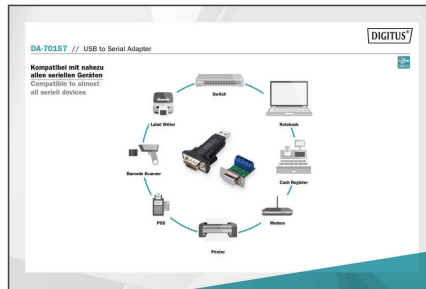 DIGITUS®
DA-70157 // USB to Serial Adapter
Kompatibel mit nahezu
allen seriellen Geräten
Compatible to almost
all seriell devices
Switch
Label Writer
Notebook
Barcode Scanner
Cash Register
POS
Modem
Printer